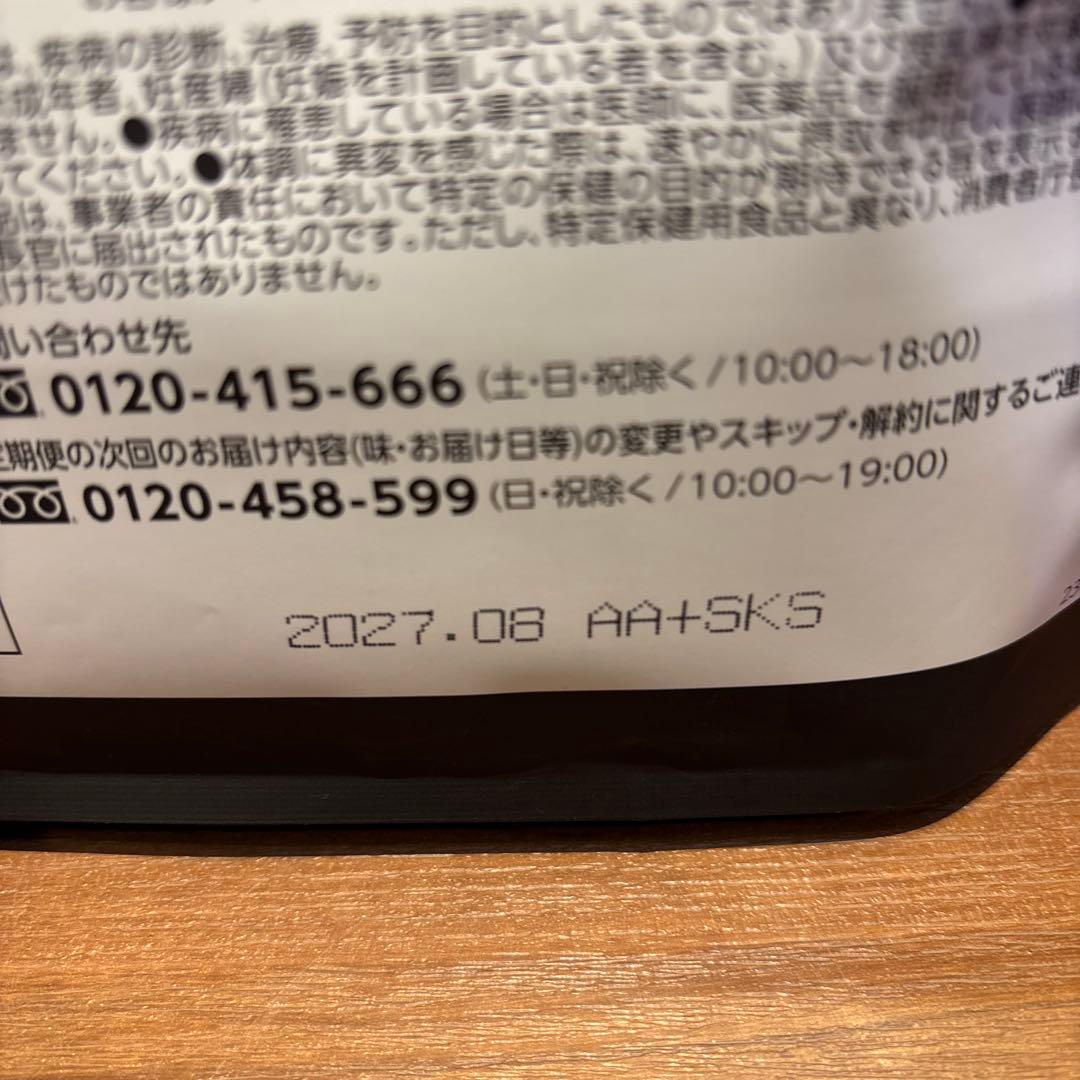 、疾病の診断、治療、予防を目的としたものではありませ
成年者、妊産婦(妊娠を計画している者を含む。)及び
ません。●疾病に罹患している場合は医師に、医薬品を
してください。●体調に異変を感じた際は、速やかに摂取を
品は、事業者の責任において特定の保健の目的が期待できる旨を表示
長官に届出されたものです。ただし、特定保健用食品と異なり、消費者庁長
けたものではありません。
問い合わせ先
0120-415-666 (土・日・祝除く/10:00〜18:00)
定期便の次回のお届け内容(味・お届け日等)の変更やスキップ・解約に関するご連
0120-458-599 (日・祝除く/10:00〜19:00)
2027.08 AA+SKS